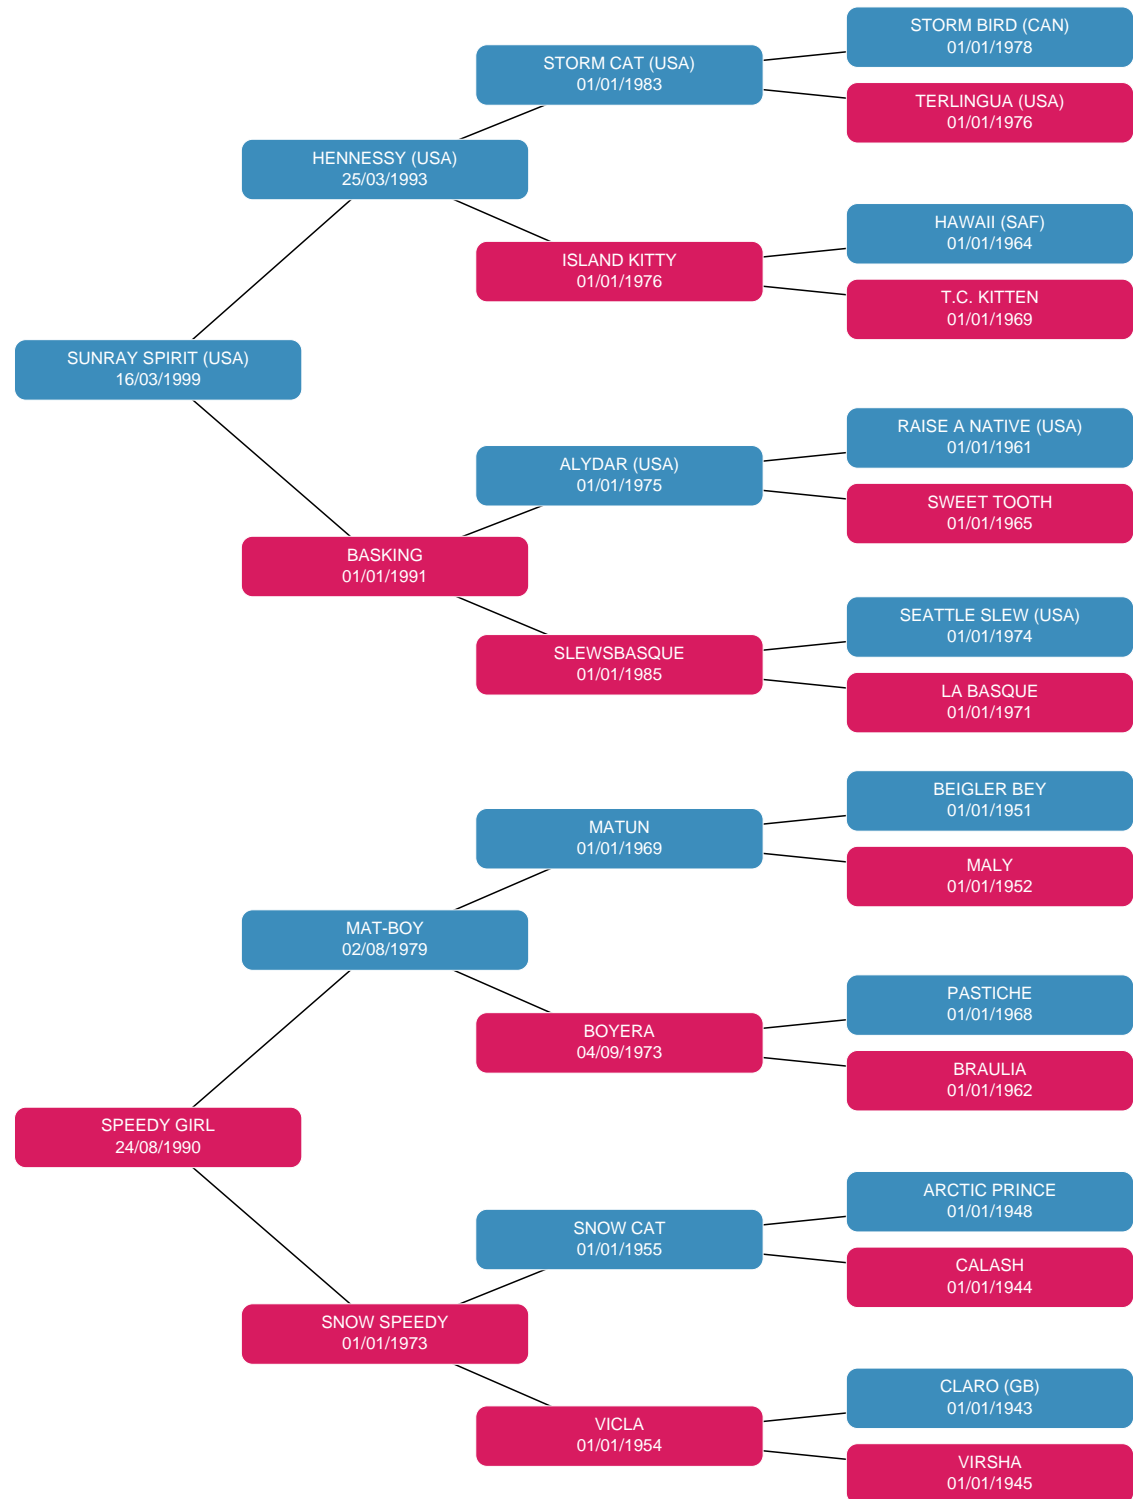 STORM BIRD (CAN)
01/01/1978
STORM CAT (USA)
01/01/1983
TERLINGUA (USA)
01/01/1976
HENNESSY (USA)
25/03/1993
HAWAII (SAF)
01/01/1964
ISLAND KITTY
01/01/1976
T.C. KITTEN
01/01/1969
SUNRAY SPIRIT (USA)
16/03/1999
RAISE A NATIVE (USA)
01/01/1961
ALYDAR (USA)
01/01/1975
SWEET TOOTH
01/01/1965
BASKING
01/01/1991
SEATTLE SLEW (USA)
01/01/1974
SLEWSBASQUE
01/01/1985
LA BASQUE
01/01/1971
BEIGLER BEY
01/01/1951
MATUN
01/01/1969
MALY
01/01/1952
MAT-BOY
02/08/1979
PASTICHE
01/01/1968
BOYERA
04/09/1973
BRAULIA
01/01/1962
SPEEDY GIRL
24/08/1990
ARCTIC PRINCE
01/01/1948
SNOW CAT
01/01/1955
CALASH
01/01/1944
SNOW SPEEDY
01/01/1973
CLARO (GB)
01/01/1943
VICLA
01/01/1954
VIRSHA
01/01/1945